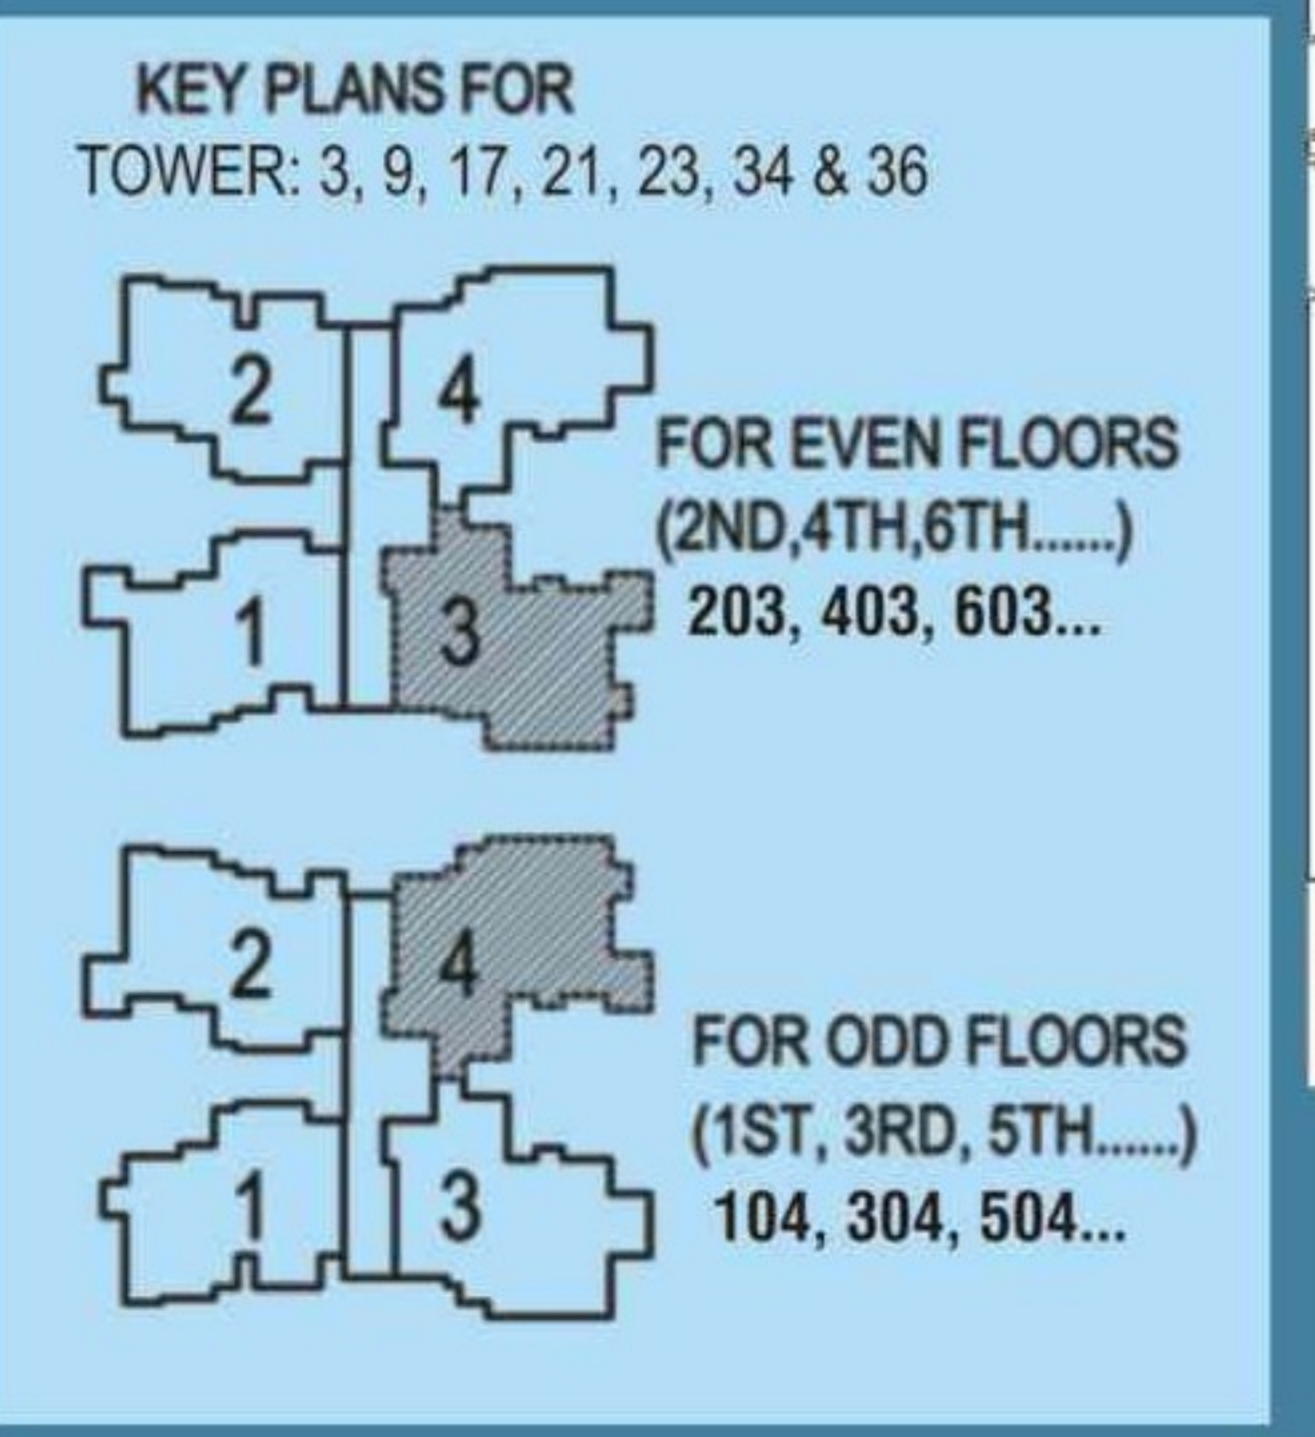 KEY PLANS FOR
TOWER: 3, 9, 17, 21, 23, 34 & 36
2
4
FOR EVEN FLOORS
(2ND,4TH,6TH......)
203, 403, 603...
1
3
2
4
FOR ODD FLOORS
(1ST, 3RD, 5TH......)
104, 304, 504...
1
3